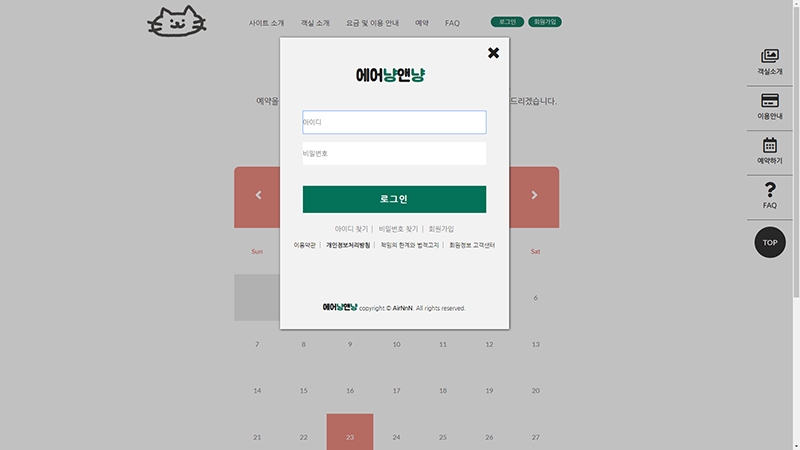 사이트 소개 객실 소개 요금 및 이용 안내 예약 FAQ 로그인 회원가입
에어냥앤냥
예약을
드리겠습니다.
아이디
비밀번호
로그인
아이디 찾기 | 비밀번호 찾기 | 회원가입
이용약관 | 개인정보처리방침 | 책임의 한계와 법적고지 | 회원정보 고객센터
에어냥앤냥 copyright © AirNnN. All rights reserved.
객실소개
이용안내
예약하기
FAQ
TOP
Sun Sat
6
7 8 9 10 11 12 13
14 15 16 17 18 19 20
21 22 23 24 25 26 27